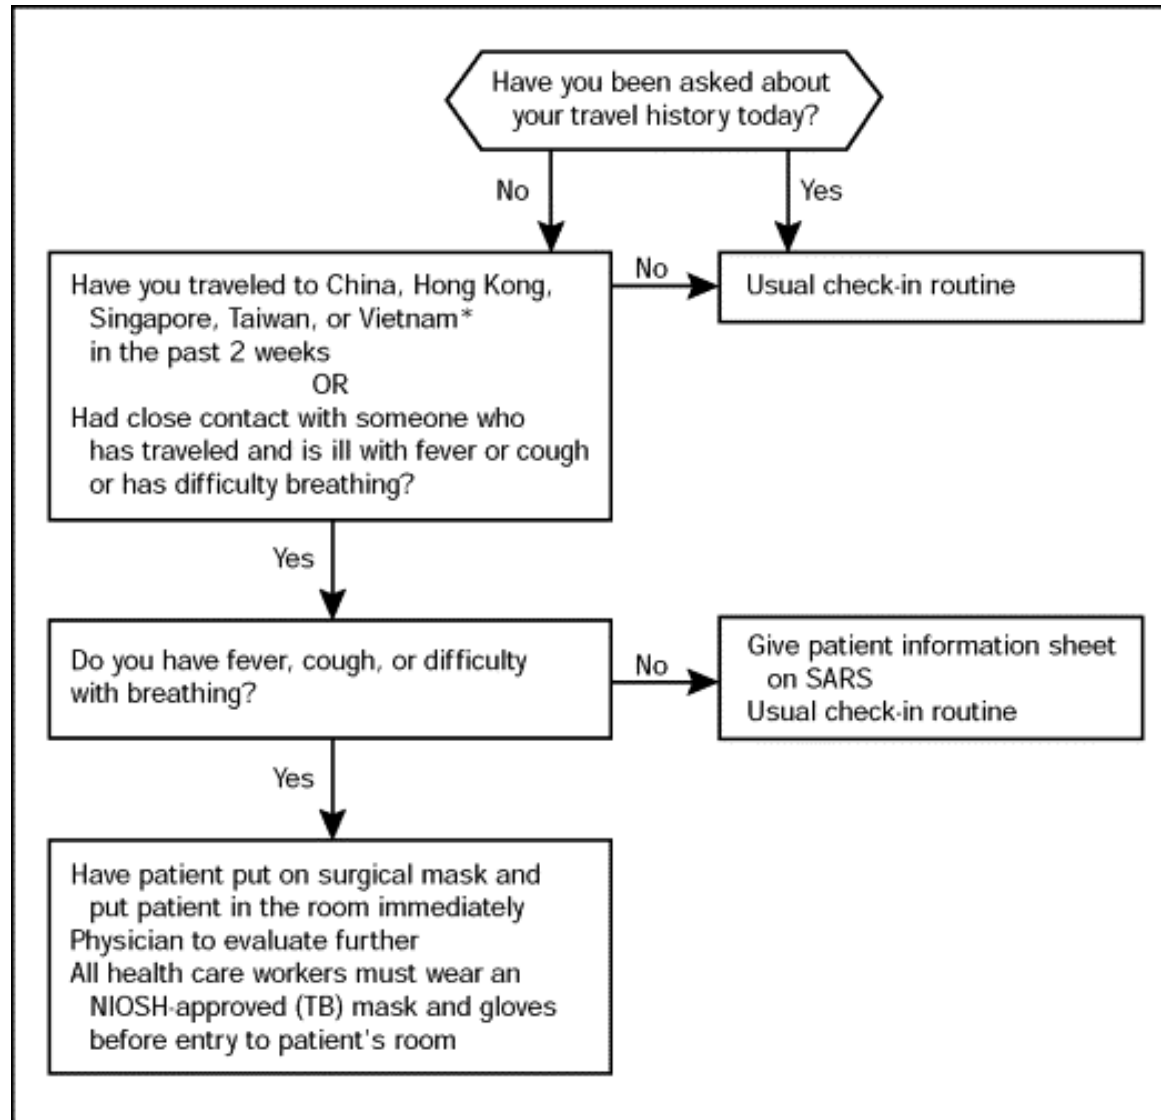 Have you been asked about
your travel history today?
No
Yes
Have you traveled to China, Hong Kong,
Singapore, Taiwan, or Vietnam*
in the past 2 weeks
OR
Had close contact with someone who
has traveled and is ill with fever or cough
or has difficulty breathing?
No
Usual check-in routine
Yes
Do you have fever, cough, or difficulty
with breathing?
No
Give patient information sheet
on SARS
Usual check-in routine
Yes
Have patient put on surgical mask and
put patient in the room immediately
Physician to evaluate further
All health care workers must wear an
NIOSH-approved (TB) mask and gloves
before entry to patient's room